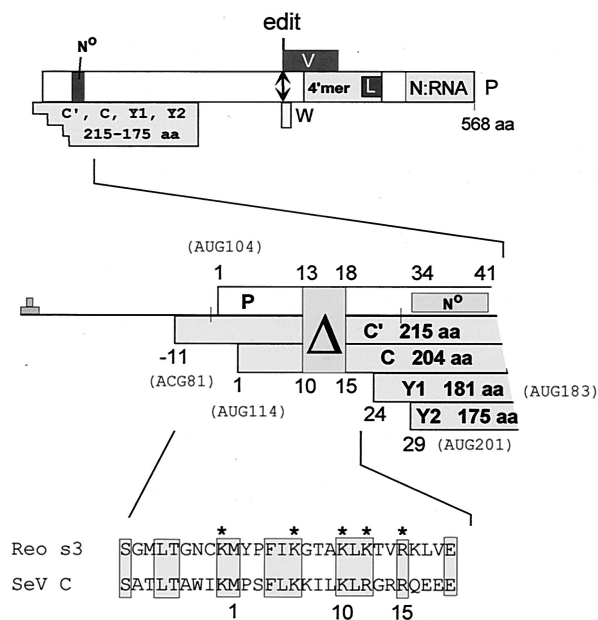 edit
N°
V
4'mer L N:RNA P
W
C', C, Y1, Y2
215-175 aa
568 aa
(AUG104)
1 13 18 34 41
P Δ N°
C' 215 aa
C 204 aa
-11
(ACG81)
1 10 15
Y1 181 aa (AUG183)
(AUG114)
24
Y2 175 aa
29 (AUG201)
* * * * *
Reo s3 SGMLTGNCKMYPFIKGTAKLKTVRKLVE
SeV C SATLTAWIKMPSFLKKILKLRGRRQEEE
1 10 15